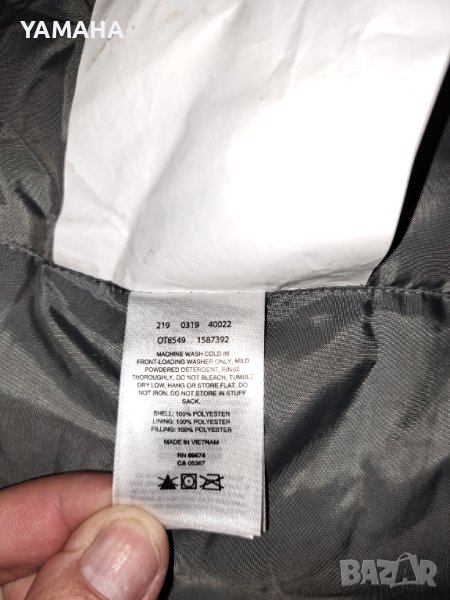 YAMAHA
219 0319 40022
OT8549 1587392
MACHINE WASH COLD IN
FRONT-LOADING WASHER ONLY, MILD
POWDERED DETERGENT, RINSE
THOROUGHLY, DO NOT BLEACH, TUMBLE
DRY LOW, HANG OR STORE FLAT, DO
NOT IRON, DO NOT STORE IN STUFF
SACK.
SHELL: 100% POLYESTER
LINING: 100% POLYESTER
FILLING: 100% POLYESTER
MADE IN VIETNAM
RN
CA 05367
BAZAR